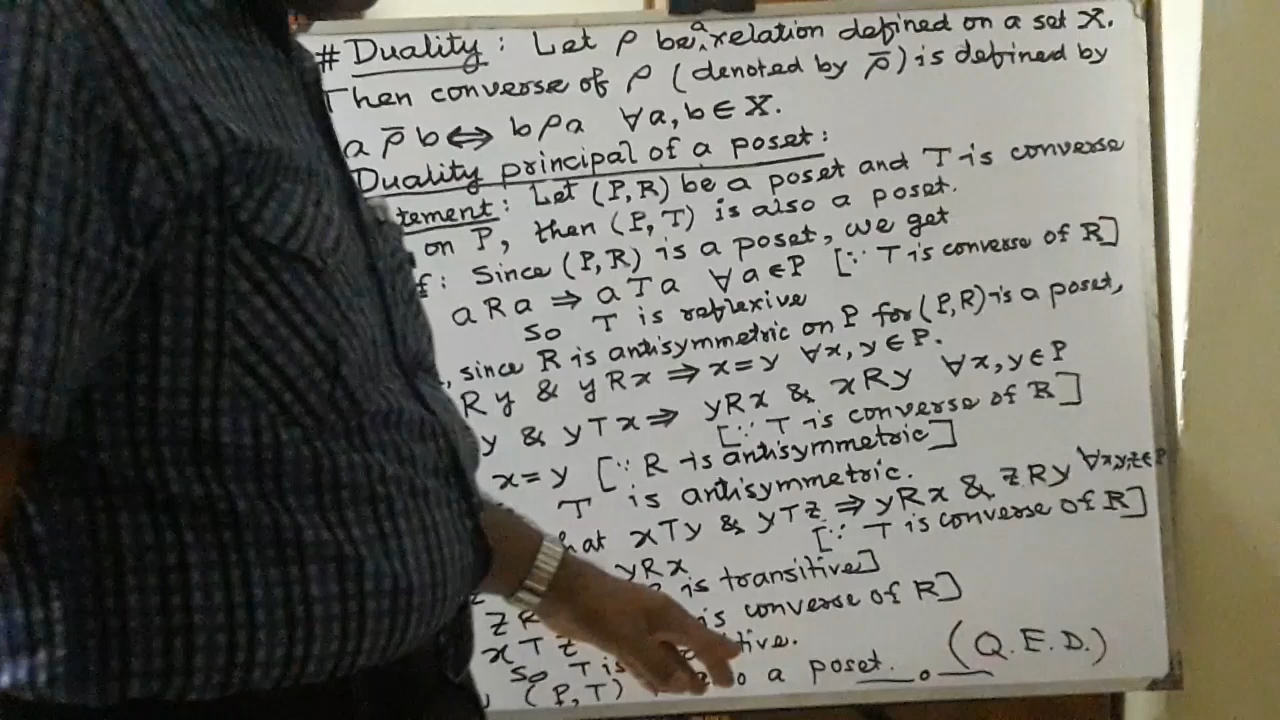 # Duality : Let ρ be a relation defined on a set X.
Then converse of ρ (denoted by ρ̄) is defined by
a ρ̄ b ⇔ b ρ a ∀ a, b ∈ X.
Duality principal of a poset :
tement : Let (P, R) be a poset and T is converse
on P, then (P, T) is also a poset.
f : Since (P, R) is a poset, we get
a R a ⇒ a T a ∀ a ∈ P [∵ T is converse of R]
So T is reflexive
, since R is antisymmetric on P for (P, R) is a poset,
R y & y R x ⇒ x = y ∀ x, y ∈ P.
y & y T x ⇒ y R x & x R y ∀ x, y ∈ P
[∵ T is converse of R]
x = y [∵ R is antisymmetric]
T is antisymmetric.
hat x T y & y T z ⇒ y R x & z R y ∀ x, y, z ∈ P
[∵ T is converse of R]
y R x
is transitive]
z R
is converse of R]
x T z
So T is tive.
(P, T) o a poset. (Q.E.D.)